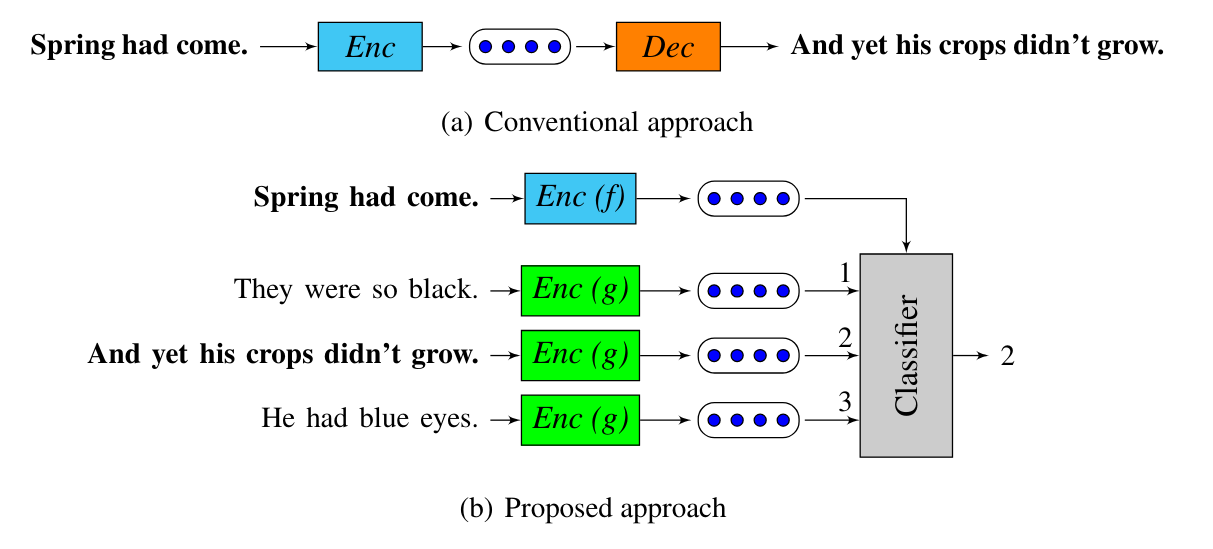 Spring had come. Enc Dec And yet his crops didn't grow.
(a) Conventional approach
Spring had come. Enc (f)
They were so black. Enc (g) 1
And yet his crops didn't grow. Enc (g) 2
He had blue eyes. Enc (g) 3
Classifier
2
(b) Proposed approach